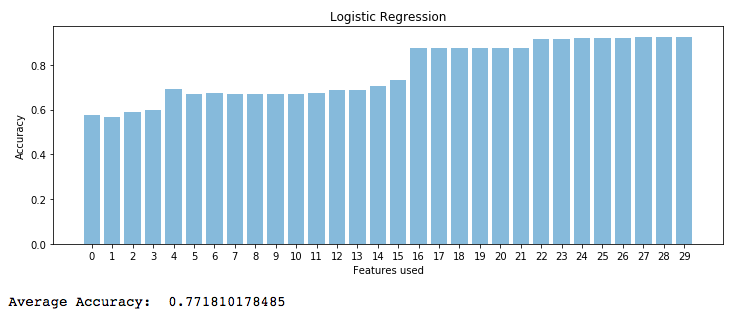 Logistic Regression
Accuracy
0.8
0.6
0.4
0.2
0.0
0 1 2 3 4 5 6 7 8 9 10 11 12 13 14 15 16 17 18 19 20 21 22 23 24 25 26 27 28 29
Features used
Average Accuracy: 0.771810178485